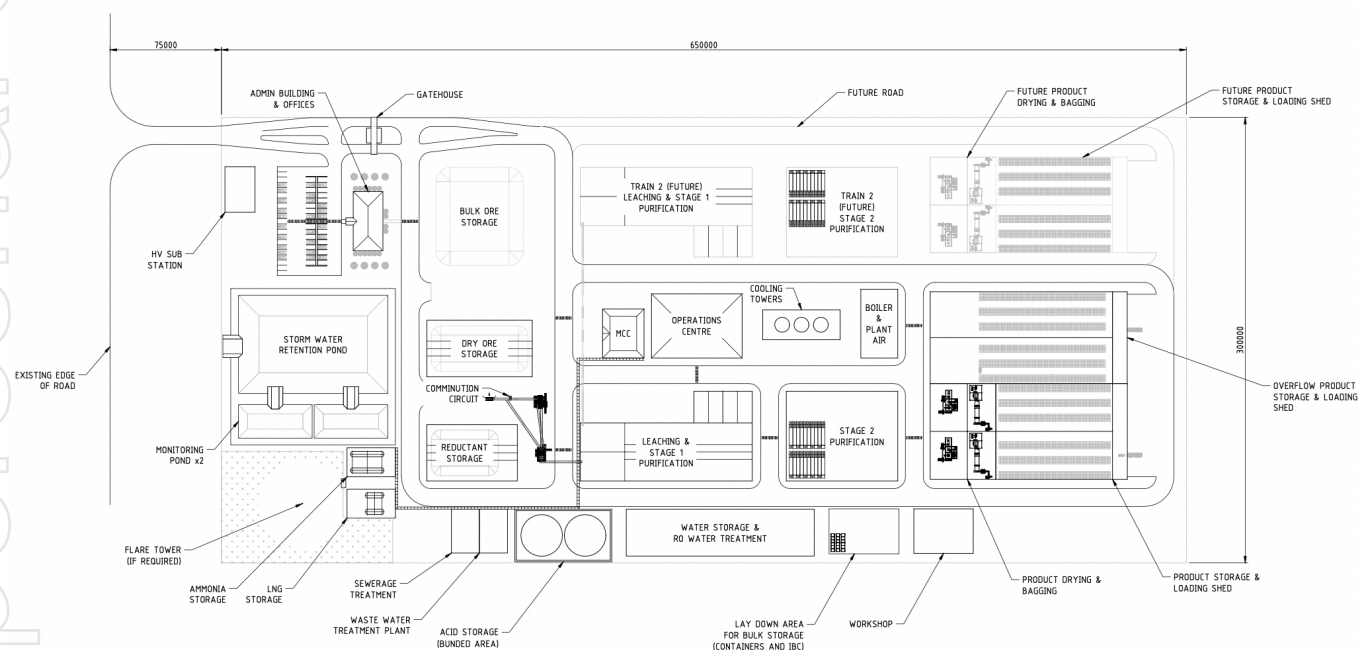 75000
650000
ADMIN BUILDING
& OFFICES
GATEHOUSE
FUTURE ROAD
FUTURE PRODUCT
DRYING & BAGGING
FUTURE PRODUCT
STORAGE & LOADING SHED
BULK ORE
STORAGE
TRAIN 2 (FUTURE)
LEACHING & STAGE 1
PURIFICATION
TRAIN 2
(FUTURE)
STAGE 2
PURIFICATION
HV SUB
STATION
COOLING
TOWERS
BOILER
&
PLANT
AIR
OPERATIONS
CENTRE
MCC
STORM WATER
RETENTION POND
DRY ORE
STORAGE
300000
EXISTING EDGE
OF ROAD
COMMINUTION
CIRCUIT
OVERFLOW PRODUCT
STORAGE & LOADING
SHED
MONITORING
POND x2
REDUCTANT
STORAGE
LEACHING &
STAGE 1
PURIFICATION
STAGE 2
PURIFICATION
WATER STORAGE &
RO WATER TREATMENT
FLARE TOWER
(IF REQUIRED)
AMMONIA
STORAGE
LNG
STORAGE
SEWERAGE
TREATMENT
WASTE WATER
TREATMENT PLANT
ACID STORAGE
(BUNDED AREA)
LAY DOWN AREA
FOR BULK STORAGE
(CONTAINERS AND IBC)
WORKSHOP
PRODUCT DRYING &
BAGGING
PRODUCT STORAGE &
LOADING SHED